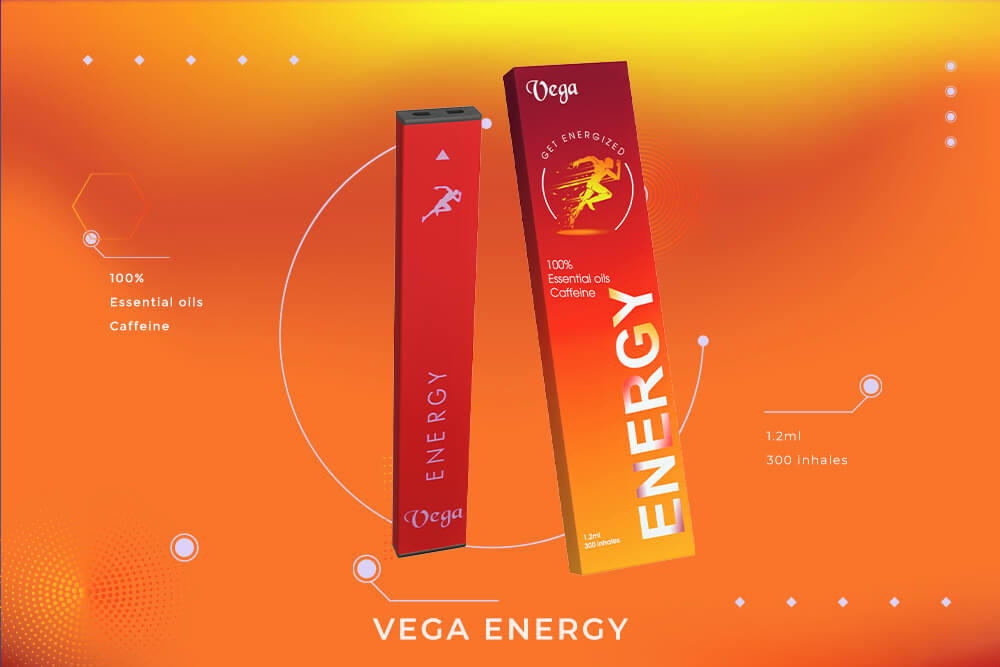 100%
Essential oils
Caffeine
ENERGY
Vega
Vega
GET ENERGIZED
100%
Essential oils
Caffeine
ENERGY
1.2ml
300 inhales
1.2ml
300 inhales
VEGA ENERGY